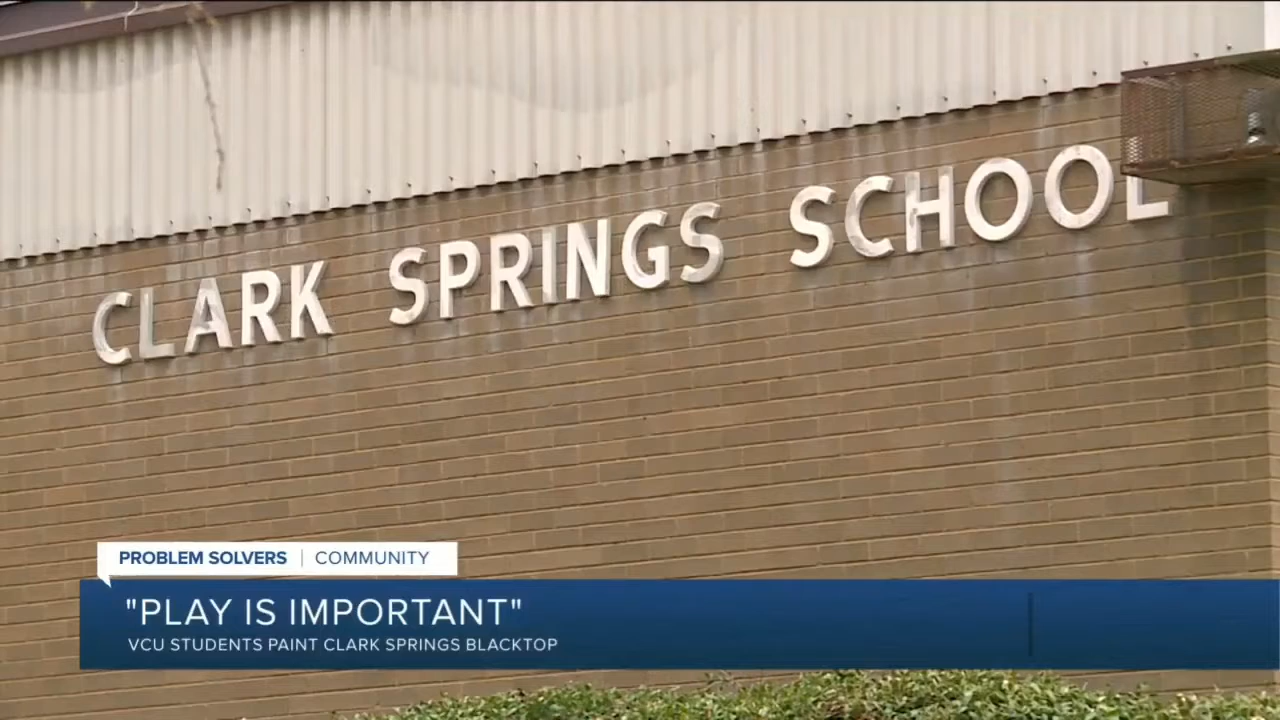 CLARK SPRINGS SCHOOL
PROBLEM SOLVERS | COMMUNITY
"PLAY IS IMPORTANT"
VCU STUDENTS PAINT CLARK SPRINGS BLACKTOP